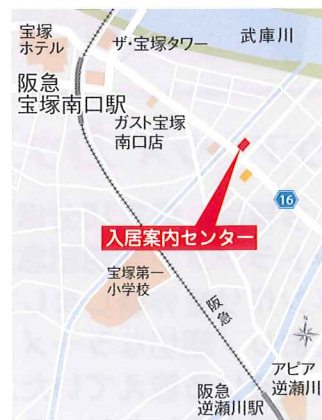 宝塚
ホテル
ザ・宝塚タワー
武庫川
阪急
宝塚南口駅
ガスト宝塚
南口店
16
入居案内センター
宝塚第一
小学校
阪急
アピア
逆瀬川
阪急
逆瀬川駅